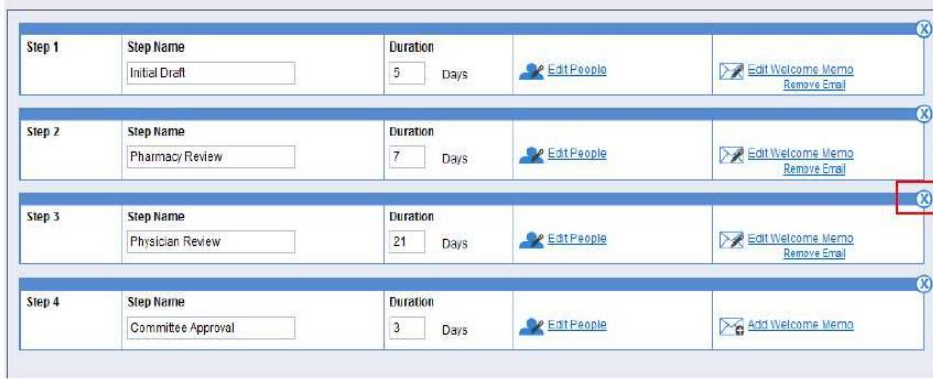 X
Step 1 Step Name Duration
Initial Draft 5 Days Edit People Edit Welcome Memo
Remove Email
X
Step 2 Step Name Duration
Pharmacy Review 7 Days Edit People Edit Welcome Memo
Remove Email
X
Step 3 Step Name Duration
Physician Review 21 Days Edit People Edit Welcome Memo
Remove Email
X
Step 4 Step Name Duration
Committee Approval 3 Days Edit People Add Welcome Memo